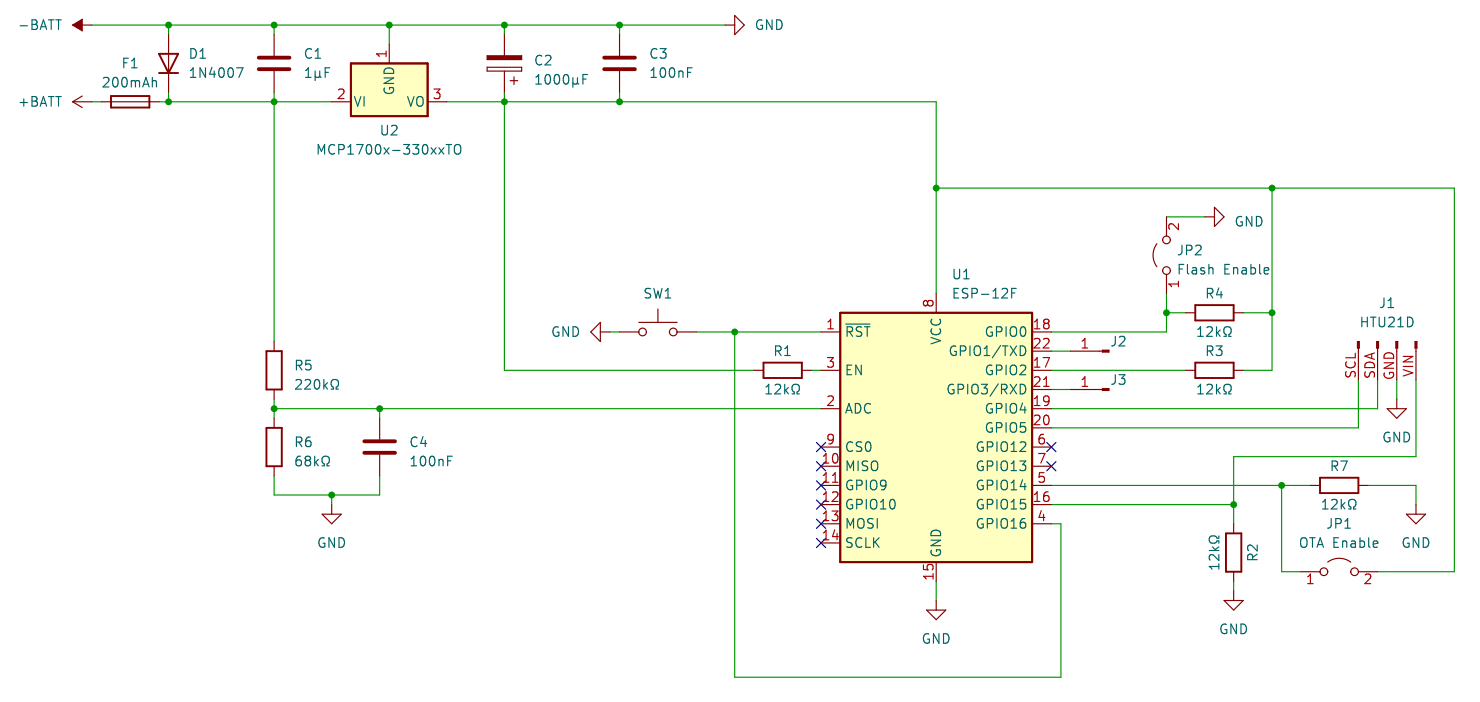 -BATT
GND
F1
200mAh
D1
1N4007
C1
1µF
1
GND
C2
1000µF
+
C3
100nF
+BATT
2
VI
VO
3
U2
MCP1700x-330xxTO
2
GND
JP2
Flash Enable
1
U1
ESP-12F
8
VCC
SW1
GND
R4
12kΩ
R3
12kΩ
J1
HTU21D
SCL
SDA
GND
VIN
GND
R1
12kΩ
1
RST
3
EN
2
ADC
9
CS0
10
MISO
11
GPIO9
12
GPIO10
13
MOSI
14
SCLK
GPIO0
18
GPIO1/TXD
22
1
J2
GPIO2
17
GPIO3/RXD
21
1
J3
GPIO4
19
GPIO5
20
GPIO12
6
GPIO13
7
GPIO14
5
GPIO15
16
GPIO16
4
GND
15
GND
R5
220kΩ
R6
68kΩ
C4
100nF
GND
R7
12kΩ
GND
JP1
OTA Enable
1
2
12kΩ
R2
GND